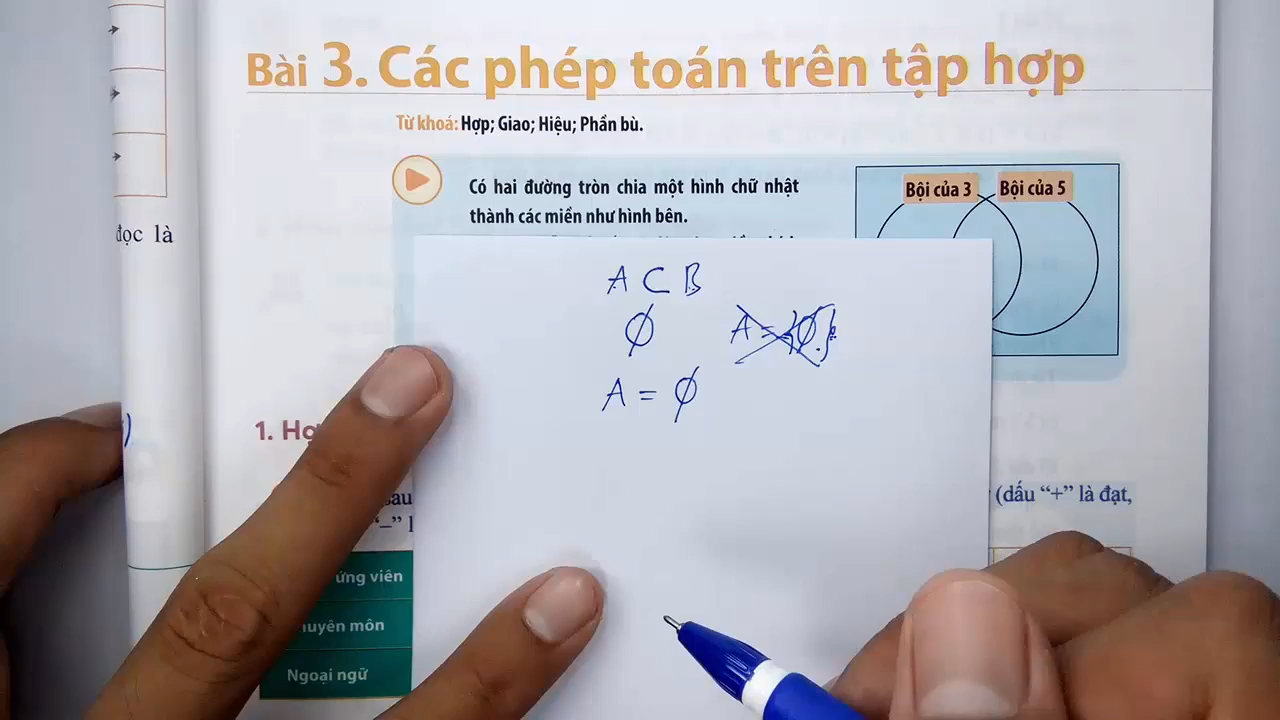 Bài 3. Các phép toán trên tập hợp
Từ khoá: Hợp; Giao; Hiệu; Phần bù.
Có hai đường tròn chia một hình chữ nhật
thành các miền như hình bên.
Bội của 3
Bội của 5
đọc là
A ⊂ B
∅
A = {∅}
A = ∅
1. Hợ
sau
(dấu “+” là đạt,
“–” l
ứng viên
uyên môn
Ngoại ngữ